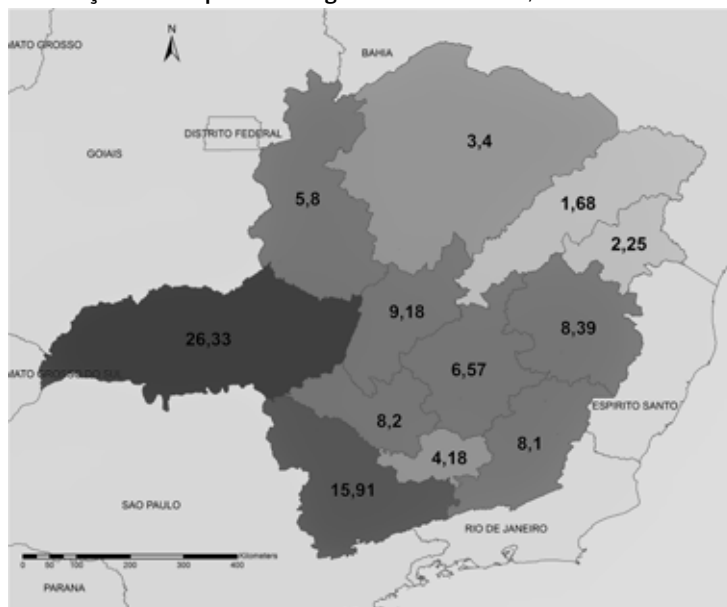 MATO GROSSO
N
BAHIA
DISTRITO FEDERAL
GOIAIS
3,4
5,8
1,68
2,25
9,18
8,39
26,33
6,57
MATO GROSSO DO SUL
ESPIRITO SANTO
8,2
8,1
4,18
15,91
SAO PAULO
RIO DE JANEIRO
Kilometers
0 50 100 200 300 400
PARANA